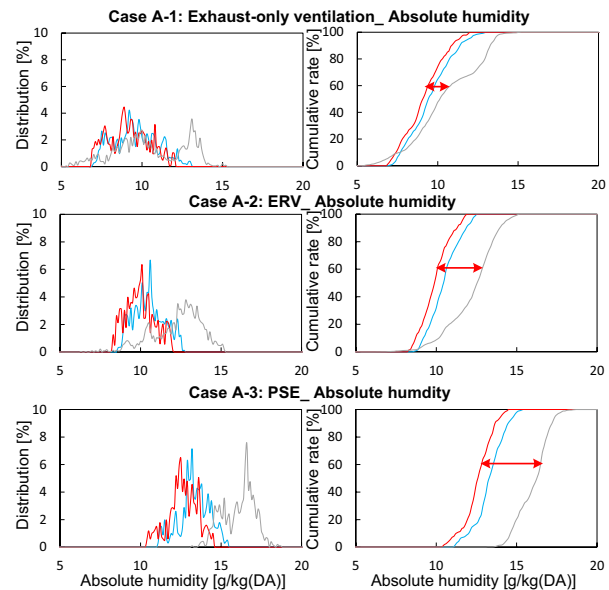 Case A-1: Exhaust-only ventilation_ Absolute humidity
Distribution [%]
10
8
6
4
2
0
5 10 15 20
Cumulative rate [%]
100
80
60
40
20
0
5 10 15 20
Case A-2: ERV_ Absolute humidity
Distribution [%]
10
8
6
4
2
0
5 10 15 20
Cumulative rate [%]
100
80
60
40
20
0
5 10 15 20
Case A-3: PSE_ Absolute humdity
Distribution [%]
10
8
6
4
2
0
5 10 15 20
Absolute humidity [g/kg(DA)]
Cumulative rate [%]
100
80
60
40
20
0
5 10 15 20
Absolute humidity [g/kg(DA)]